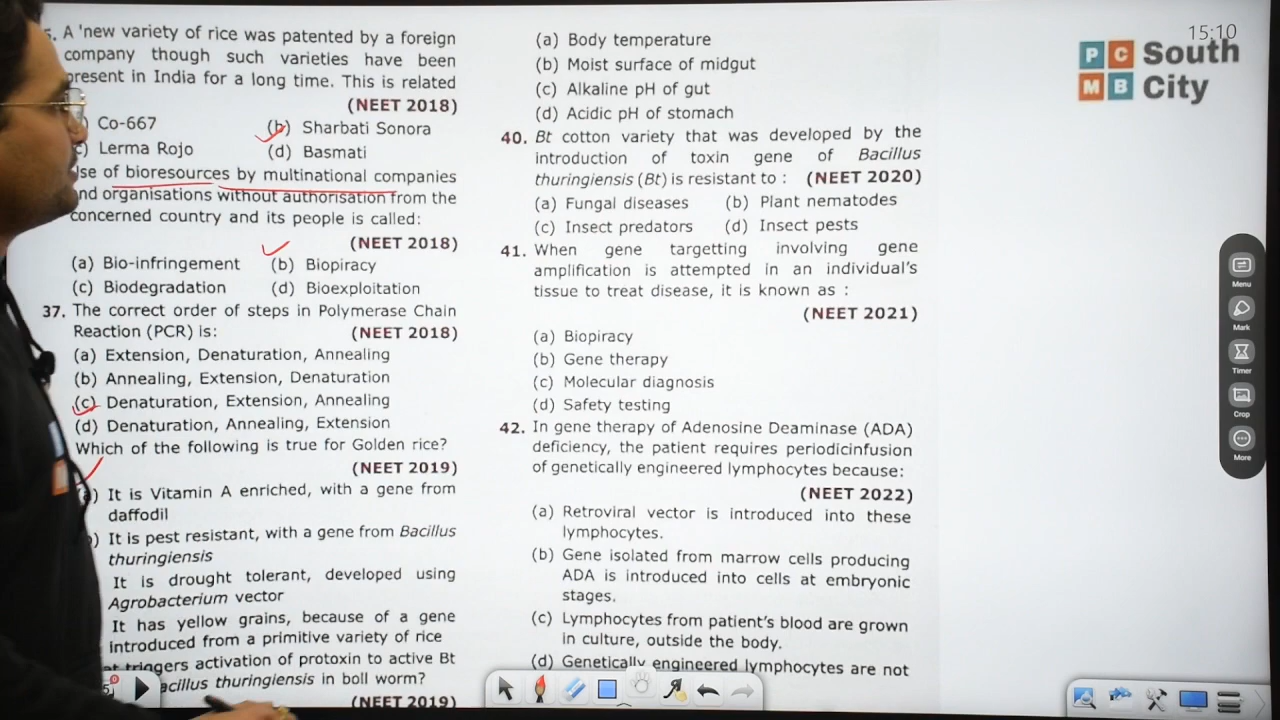 5. A 'new variety of rice was patented by a foreign
company though such varieties have been
present in India for a long time. This is related
(NEET 2018)
) Co-667
(b) Sharbati Sonora
c) Lerma Rojo
(d) Basmati
Use of bioresources by multinational companies
and organisations without authorisation from the
concerned country and its people is called:
(NEET 2018)
(a) Bio-infringement
(b) Biopiracy
(c) Biodegradation
(d) Bioexploitation
37. The correct order of steps in Polymerase Chain
Reaction (PCR) is: (NEET 2018)
(a) Extension, Denaturation, Annealing
(b) Annealing, Extension, Denaturation
(c) Denaturation, Extension, Annealing
(d) Denaturation, Annealing, Extension
Which of the following is true for Golden rice?
(NEET 2019)
(a) It is Vitamin A enriched, with a gene from
daffodil
) It is pest resistant, with a gene from Bacillus
thuringiensis
It is drought tolerant, developed using
Agrobacterium vector
It has yellow grains, because of a gene
introduced from a primitive variety of rice
triggers activation of protoxin to active Bt
acillus thuringiensis in boll worm?
(NEET 2019)
(a) Body temperature
(b) Moist surface of midgut
(c) Alkaline pH of gut
(d) Acidic pH of stomach
40. Bt cotton variety that was developed by the
introduction of toxin gene of Bacillus
thuringiensis (Bt) is resistant to : (NEET 2020)
(a) Fungal diseases (b) Plant nematodes
(c) Insect predators (d) Insect pests
41. When gene targetting involving gene
amplification is attempted in an individual's
tissue to treat disease, it is known as :
(NEET 2021)
(a) Biopiracy
(b) Gene therapy
(c) Molecular diagnosis
(d) Safety testing
42. In gene therapy of Adenosine Deaminase (ADA)
deficiency, the patient requires periodicinfusion
of genetically engineered lymphocytes because:
(NEET 2022)
(a) Retroviral vector is introduced into these
lymphocytes.
(b) Gene isolated from marrow cells producing
ADA is introduced into cells at embryonic
stages.
(c) Lymphocytes from patient's blood are grown
in culture, outside the body.
(d) Genetically engineered lymphocytes are not
15:10
P C South
M B City
Menu
Mark
Timer
Crop
More